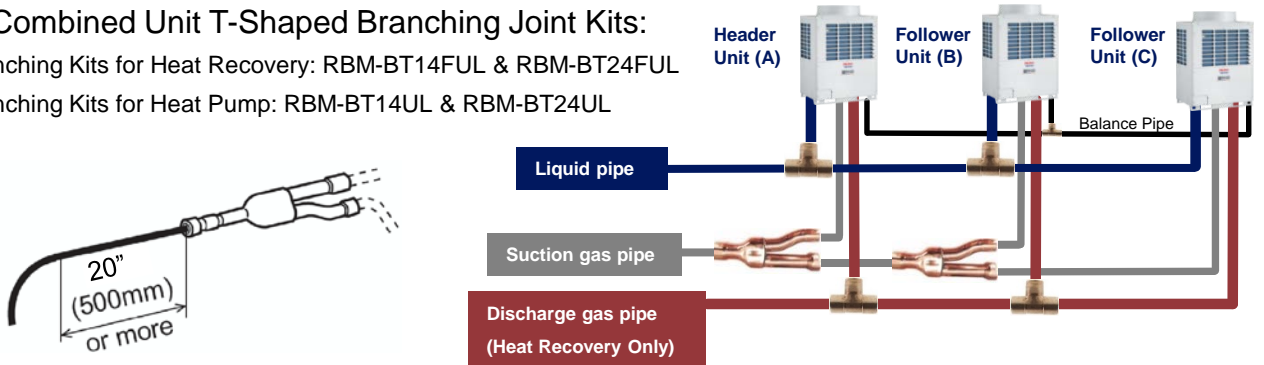 Combined Unit T-Shaped Branching Joint Kits:
nching Kits for Heat Recovery: RBM-BT14FUL & RBM-BT24FUL
nching Kits for Heat Pump: RBM-BT14UL & RBM-BT24UL
20”
(500mm)
or more
Header
Unit (A)
Follower
Unit (B)
Follower
Unit (C)
Balance Pipe
Liquid pipe
Suction gas pipe
Discharge gas pipe
(Heat Recovery Only)